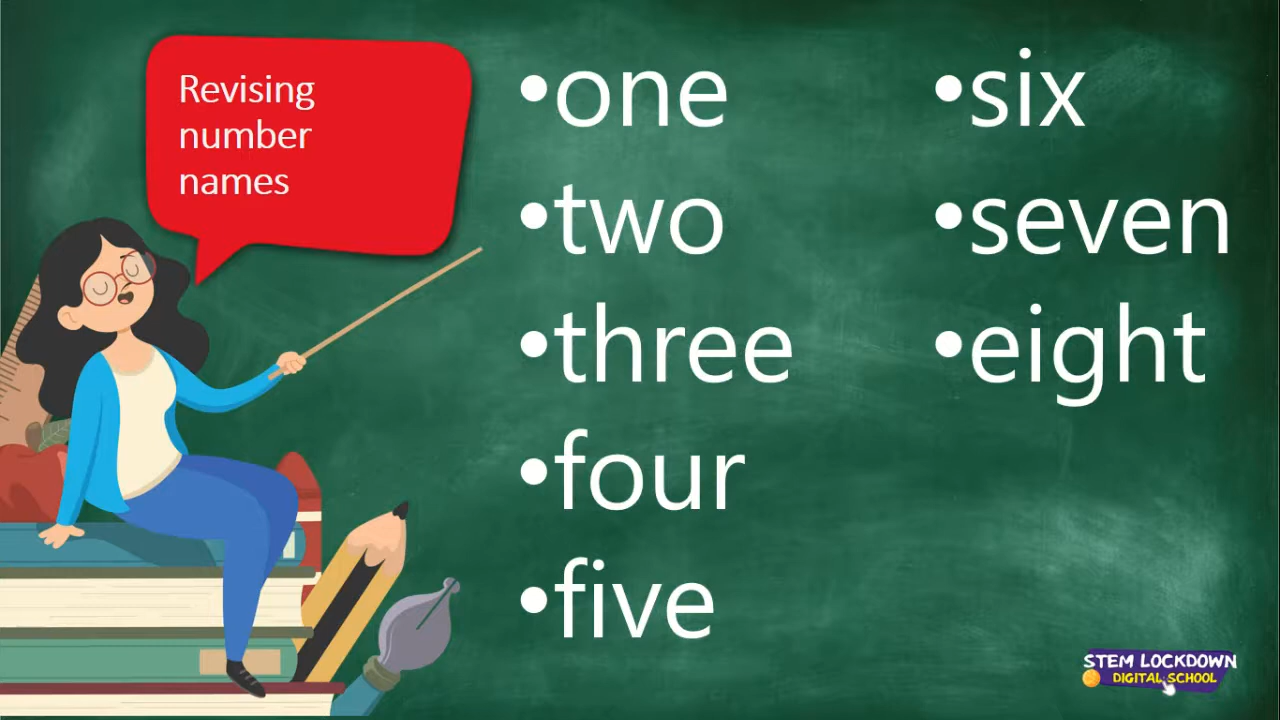 Revising
number
names
•one
•two
•three
•four
•five
•six
•seven
•eight
STEM LOCKDOWN
DIGITAL SCHOOL